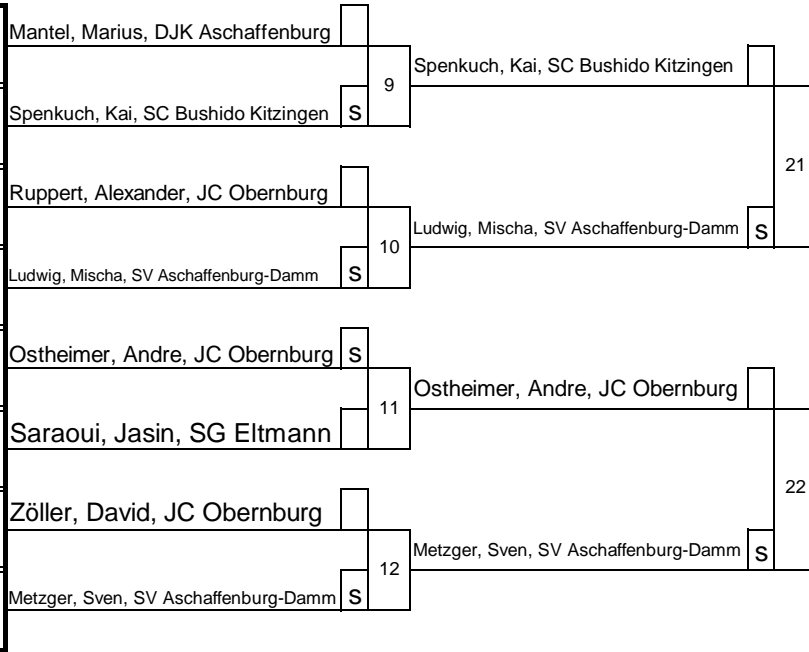 Mantel, Marius, DJK Aschaffenburg
9
Spenkuch, Kai, SC Bushido Kitzingen
Spenkuch, Kai, SC Bushido Kitzingen S
21
Ruppert, Alexander, JC Obernburg
10
Ludwig, Mischa, SV Aschaffenburg-Damm S
Ludwig, Mischa, SV Aschaffenburg-Damm S
Ostheimer, Andre, JC Obernburg S
11
Ostheimer, Andre, JC Obernburg
Saraoui, Jasin, SG Eltmann
22
Zöller, David, JC Obernburg
12
Metzger, Sven, SV Aschaffenburg-Damm S
Metzger, Sven, SV Aschaffenburg-Damm S